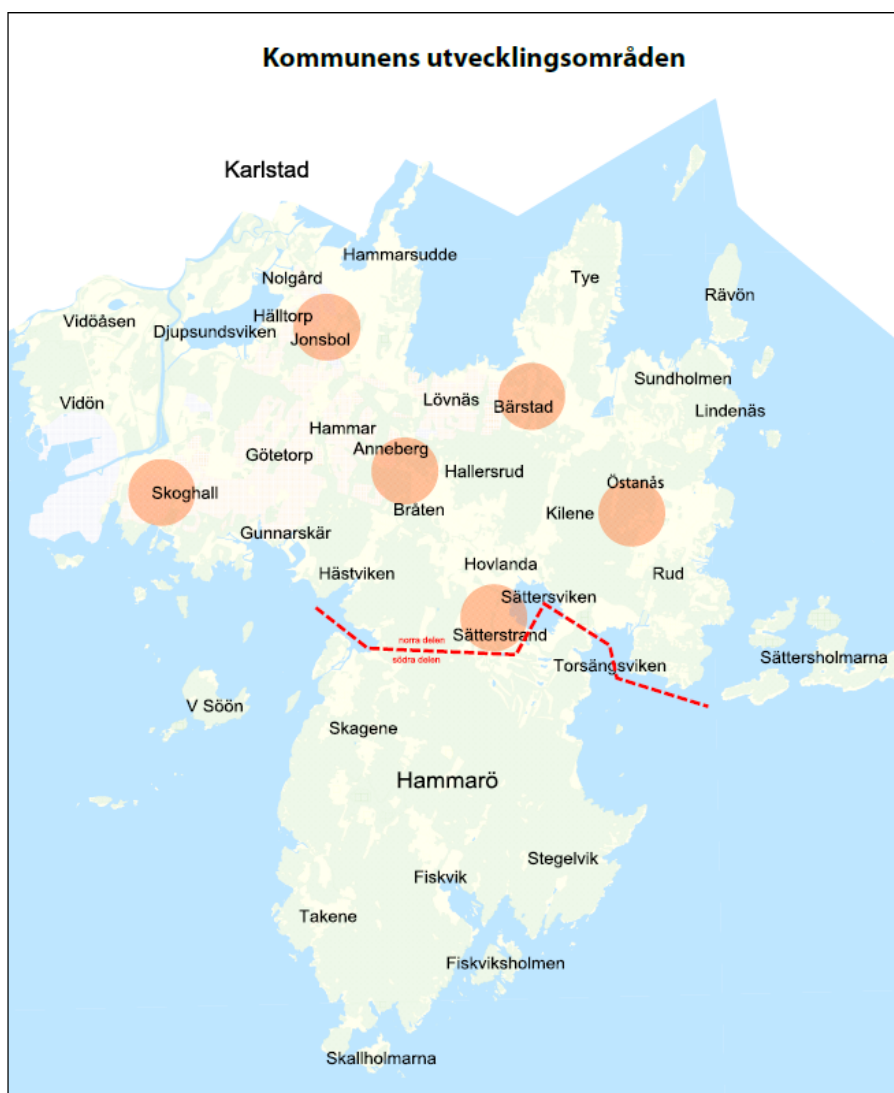 Kommunens utvecklingsområden
Karlstad
Hammarsudde
Nolgård
Tye
Rävön
Hälltorp
Vidöåsen
Djupsundsviken
Jonsbol
Sundholmen
Vidön
Lövnäs
Bärstad
Lindenäs
Hammar
Anneberg
Götetorp
Hallersrud
Östanås
Skoghall
Bråten
Kilene
Gunnarskär
Hovlanda
Hästviken
Rud
Sättersviken
norra delen
Sätterstrand
södra delen
Torsängsviken
Sättersholmarna
V Söön
Skagene
Hammarö
Stegelvik
Fiskvik
Takene
Fiskviksholmen
Skallholmarna